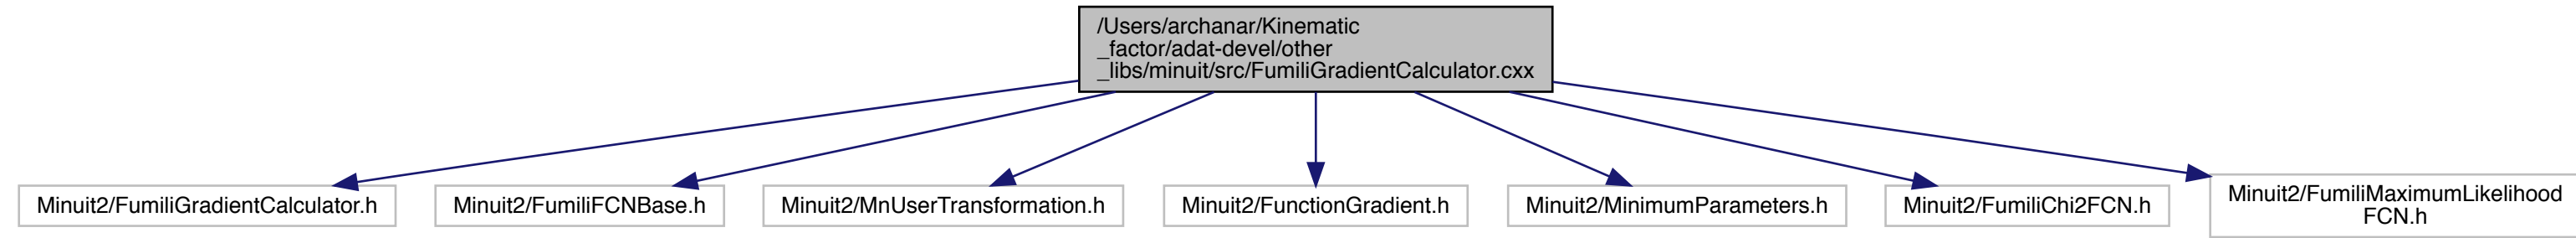 /Users/archanar/Kinematic
_factor/adat-devel/other
_libs/minuit/src/FumiliGradientCalculator.cxx
Minuit2/FumiliGradientCalculator.h
Minuit2/FumiliFCNBase.h
Minuit2/MnUserTransformation.h
Minuit2/FunctionGradient.h
Minuit2/MinimumParameters.h
Minuit2/FumiliChi2FCN.h
Minuit2/FumiliMaximumLikelihood
FCN.h